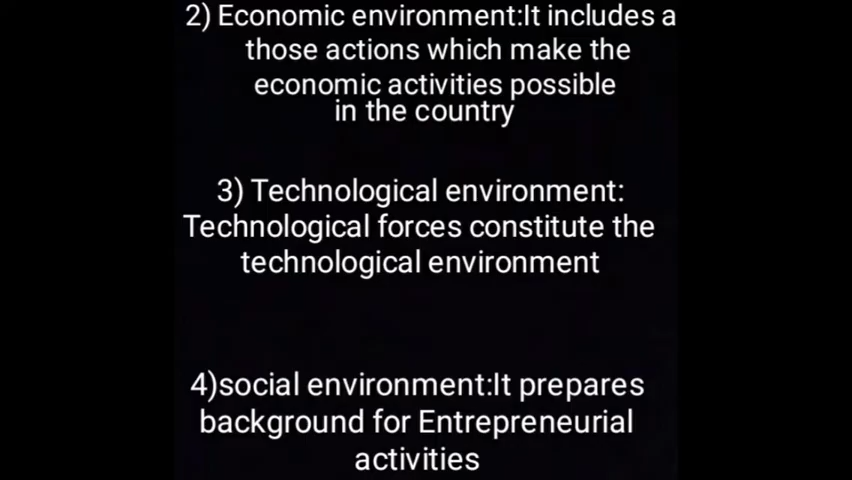 2) Economic environment:It includes a
those actions which make the
economic activities possible
in the country
3) Technological environment:
Technological forces constitute the
technological environment
4)social environment:It prepares
background for Entrepreneurial
activities